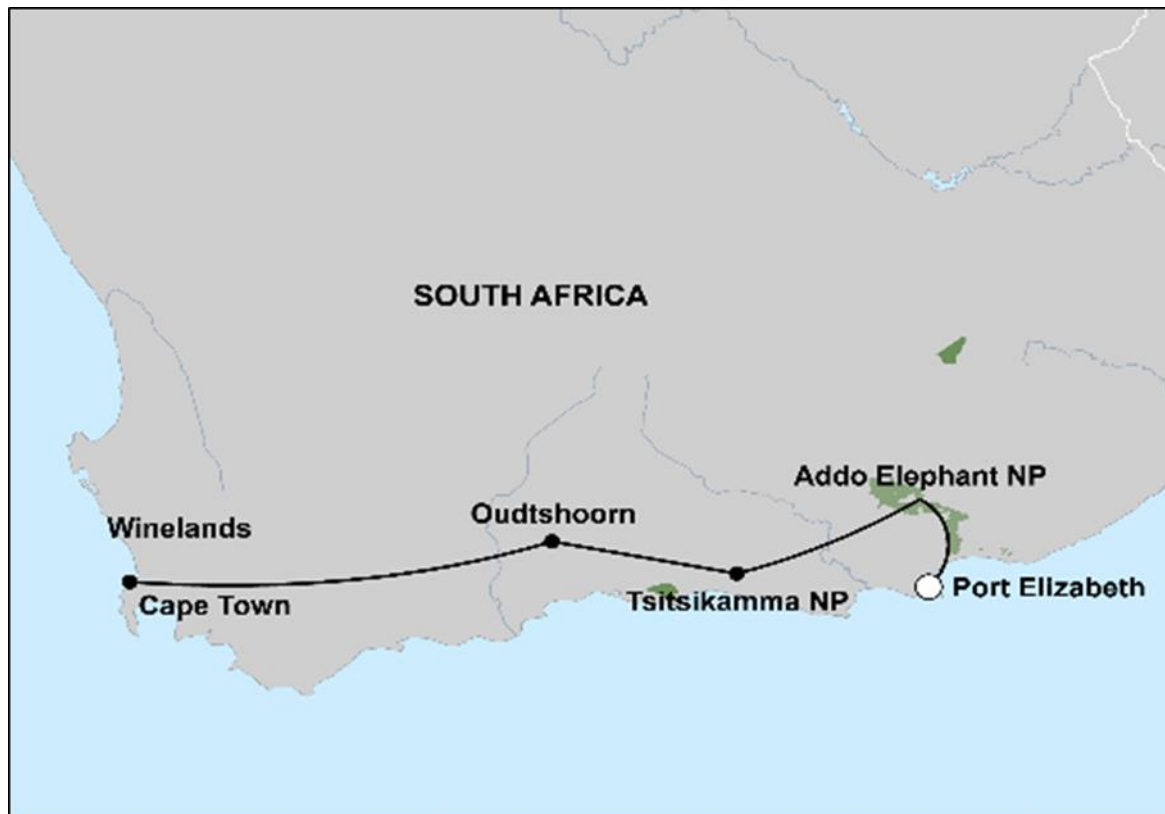 SOUTH AFRICA
Addo Elephant NP
Oudtshoorn
Winelands
Port Elizabeth
Tsitsikamma NP
Cape Town